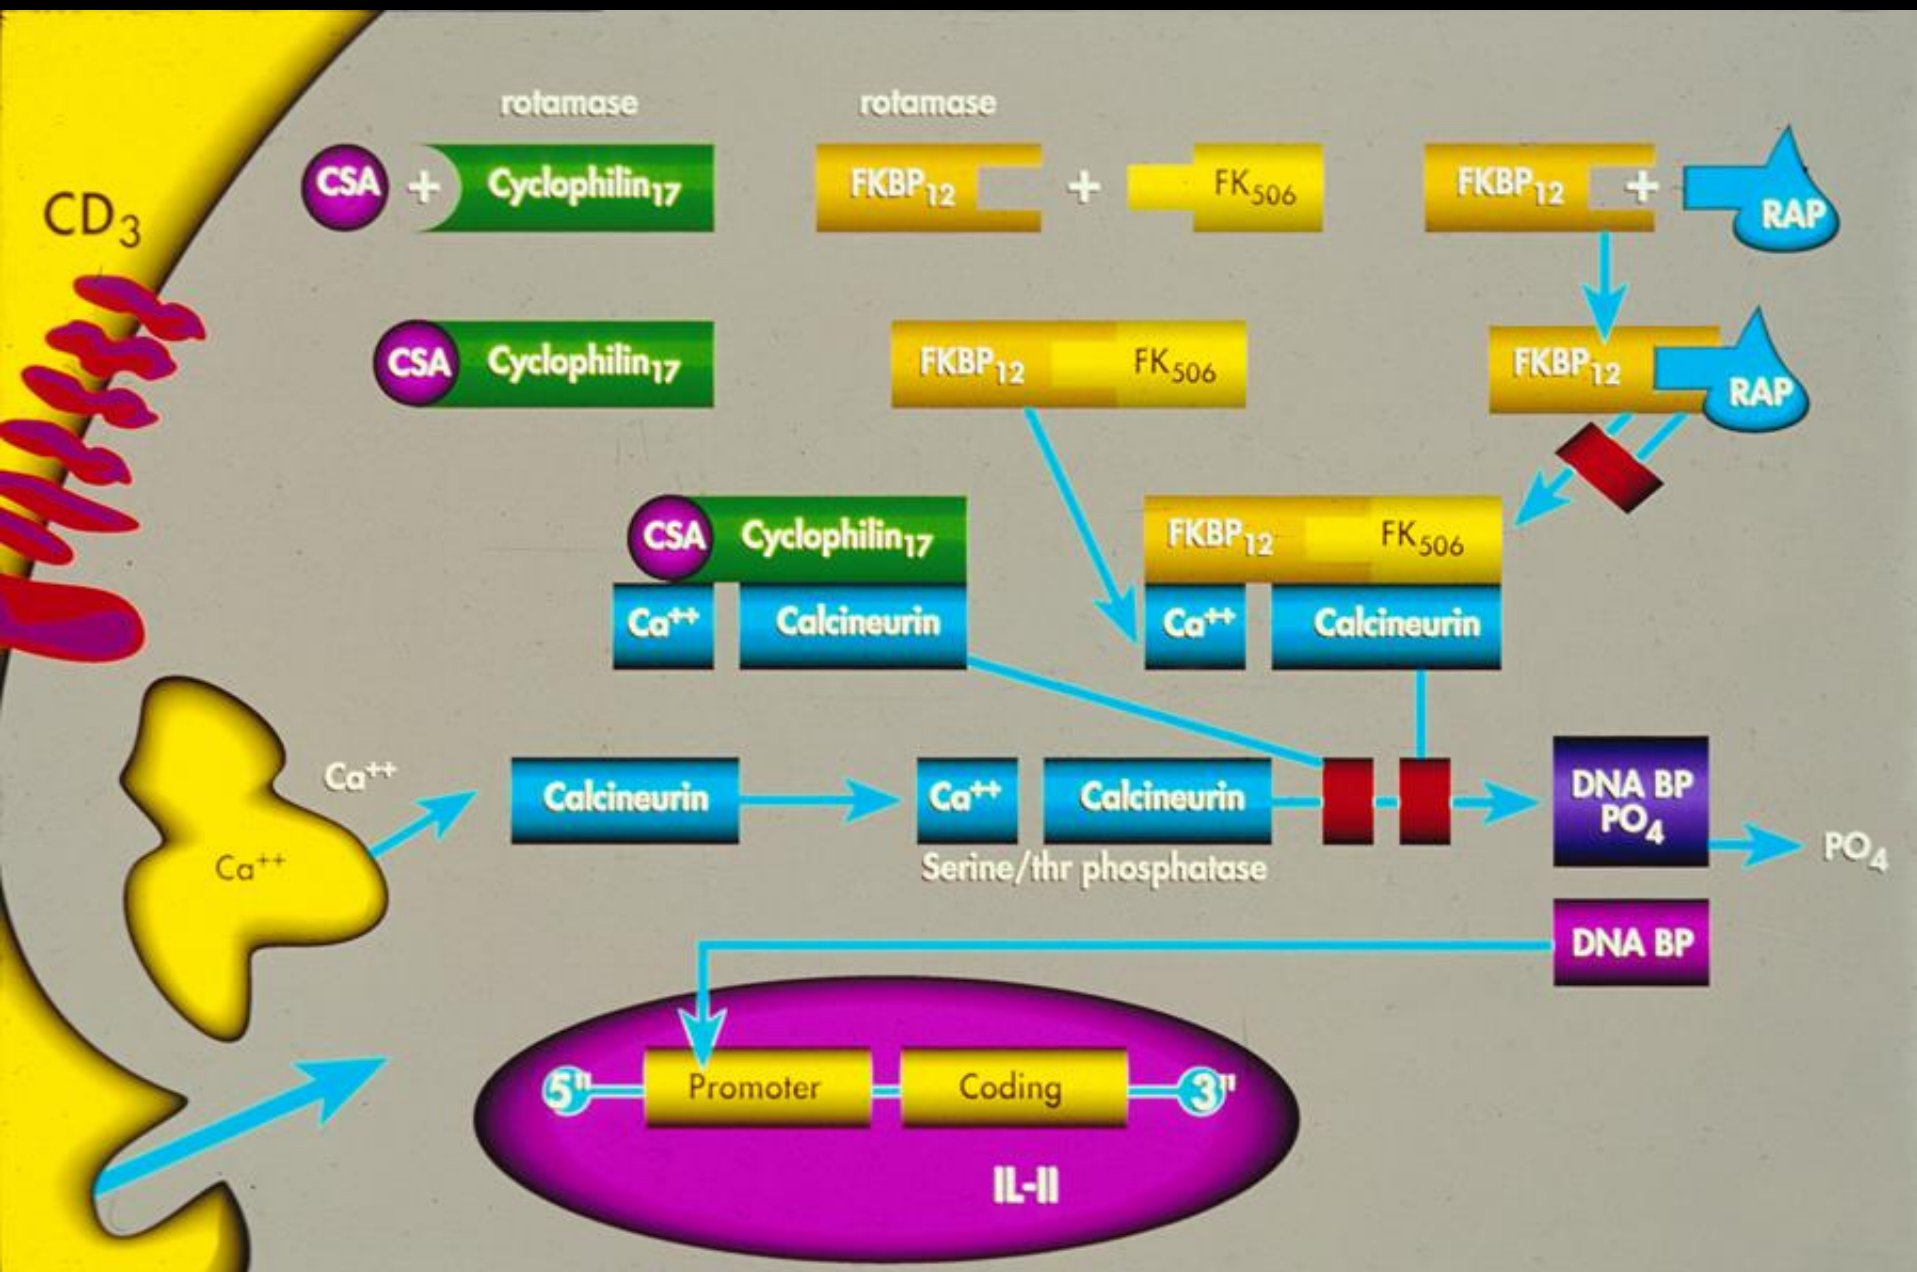 rotamase
rotamase
CD3
CSA + Cyclophilin17
FKBP12 + FK506
FKBP12 + RAP
CSA Cyclophilin17
FKBP12 FK506
FKBP12 RAP
CSA Cyclophilin17
FKBP12 FK506
Ca++ Calcineurin
Ca++ Calcineurin
Ca++
Calcineurin
Ca++ Calcineurin
Serine/thr phosphatase
DNA BP
PO4
PO4
Ca++
DNA BP
5" Promoter Coding 3"
IL-II